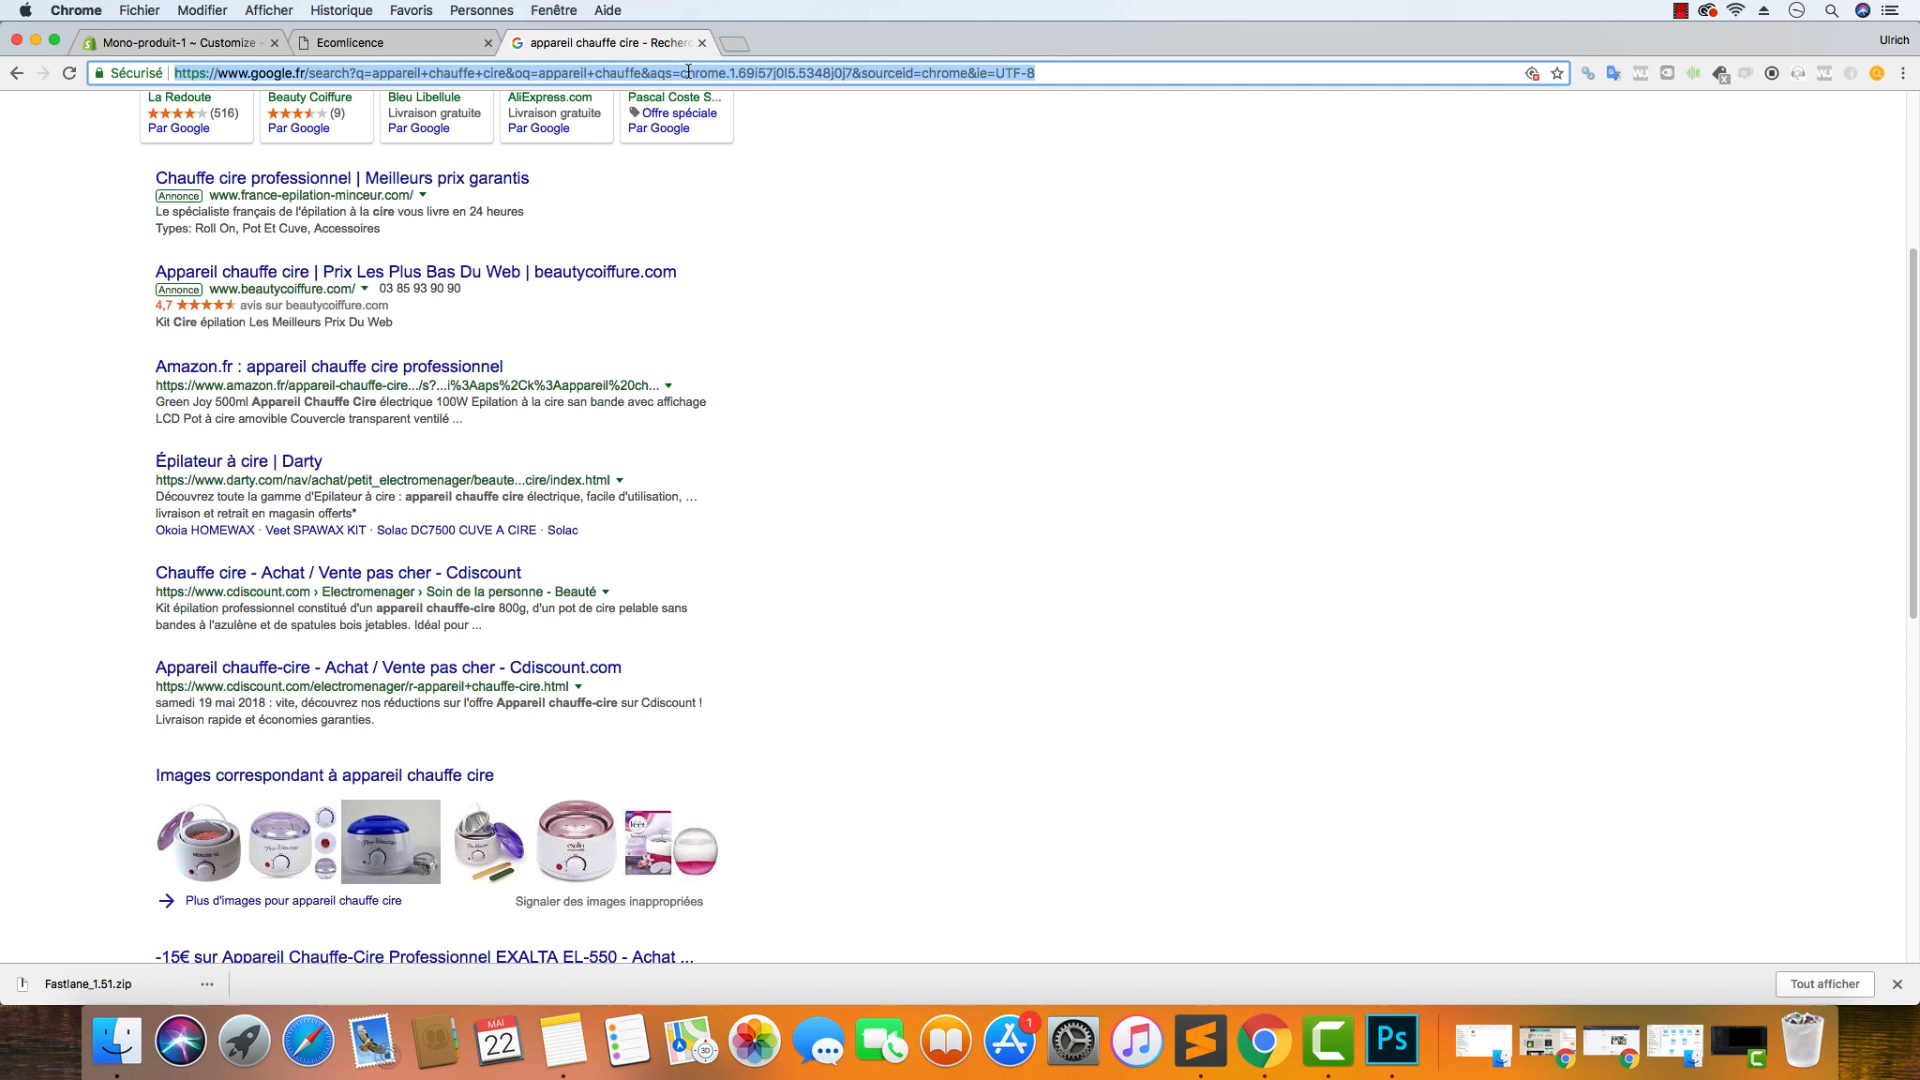 Chrome Fichier Modifier Afficher Historique Favoris Personnes Fenêtre Aide
Mono-produit-1 ~ Customize
Ecomlicence
appareil chauffe cire - Recherc
Ulrich
Sécurisé https://www.google.fr/search?q=appareil+chauffe+cire&oq=appareil+chauffe&aqs=chrome.1.69i57j0l5.5348j0j7&sourceid=chrome&ie=UTF-8
La Redoute Beauty Coiffure Bleu Libellule AliExpress.com Pascal Coste S...
(516) (9) Livraison gratuite Livraison gratuite Offre spéciale
Par Google Par Google Par Google Par Google Par Google
Chauffe cire professionnel | Meilleurs prix garantis
Annonce www.france-epilation-minceur.com/
Le spécialiste français de l'épilation à la cire vous livre en 24 heures
Types: Roll On, Pot Et Cuve, Accessoires
Appareil chauffe cire | Prix Les Plus Bas Du Web | beautycoiffure.com
Annonce www.beautycoiffure.com/ 03 85 93 90 90
4,7 avis sur beautycoiffure.com
Kit Cire épilation Les Meilleurs Prix Du Web
Amazon.fr : appareil chauffe cire professionnel
https://www.amazon.fr/appareil-chauffe-cire.../s?...i%3Aaps%2Ck%3Aappareil%20ch...
Green Joy 500ml Appareil Chauffe Cire électrique 100W Epilation à la cire san bande avec affichage
LCD Pot à cire amovible Couvercle transparent ventilé ...
Épilateur à cire | Darty
https://www.darty.com/nav/achat/petit_electromenager/beaute...cire/index.html
Découvrez toute la gamme d'Epilateur à cire : appareil chauffe cire électrique, facile d'utilisation, ...
livraison et retrait en magasin offerts*
Okoia HOMEWAX · Veet SPAWAX KIT · Solac DC7500 CUVE A CIRE · Solac
Chauffe cire - Achat / Vente pas cher - Cdiscount
https://www.cdiscount.com › Electromenager › Soin de la personne - Beauté
Kit épilation professionnel constitué d'un appareil chauffe-cire 800g, d'un pot de cire pelable sans
bandes à l'azulène et de spatules bois jetables. Idéal pour ...
Appareil chauffe-cire - Achat / Vente pas cher - Cdiscount.com
https://www.cdiscount.com/electromenager/r-appareil+chauffe-cire.html
samedi 19 mai 2018 : vite, découvrez nos réductions sur l'offre Appareil chauffe-cire sur Cdiscount !
Livraison rapide et économies garanties.
Images correspondant à appareil chauffe cire
Plus d'images pour appareil chauffe cire
Signaler des images inappropriées
-15€ sur Appareil Chauffe-Cire Professionnel EXALTA EL-550 - Achat ...
Fastlane_1.51.zip
Tout afficher
MAI
22
3D
1
Ps